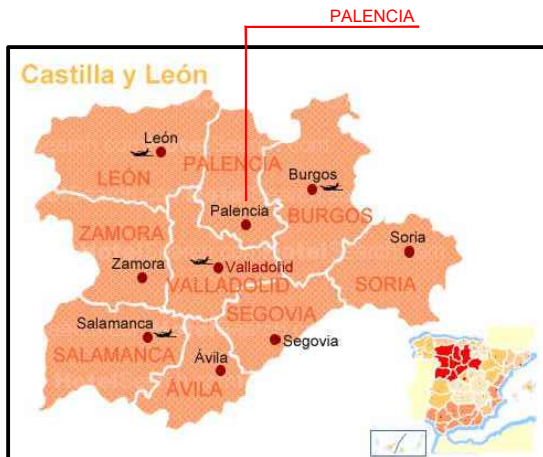 PALENCIA
Castilla y León
León
PALENCIA
LEÓN
Burgos
BURGOS
Palencia
ZAMORA
Soria
Zamora
Valladolid
VALLADOLID
SORIA
SEGOVIA
Salamanca
SALAMANCA
Segovia
Ávila
ÁVILA